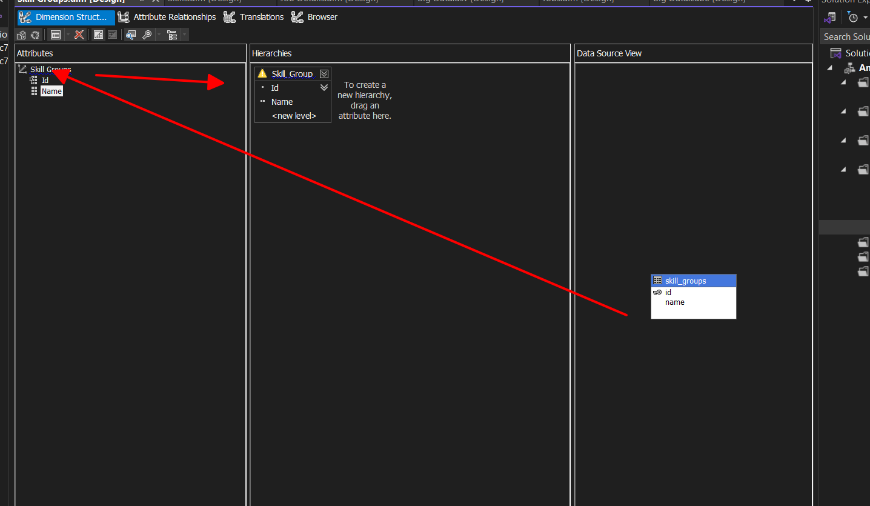 Skill Groups.dim [Design]
Dimension Struct...
Attribute Relationships
Translations
Browser
Search Solu
Attributes
Hierarchies
Data Source View
Solutio
An
Skill Groups
Id
Name
Skill_Group
Id
Name
<new level>
To create a
new hierarchy,
drag an
attribute here.
skill_groups
id
name